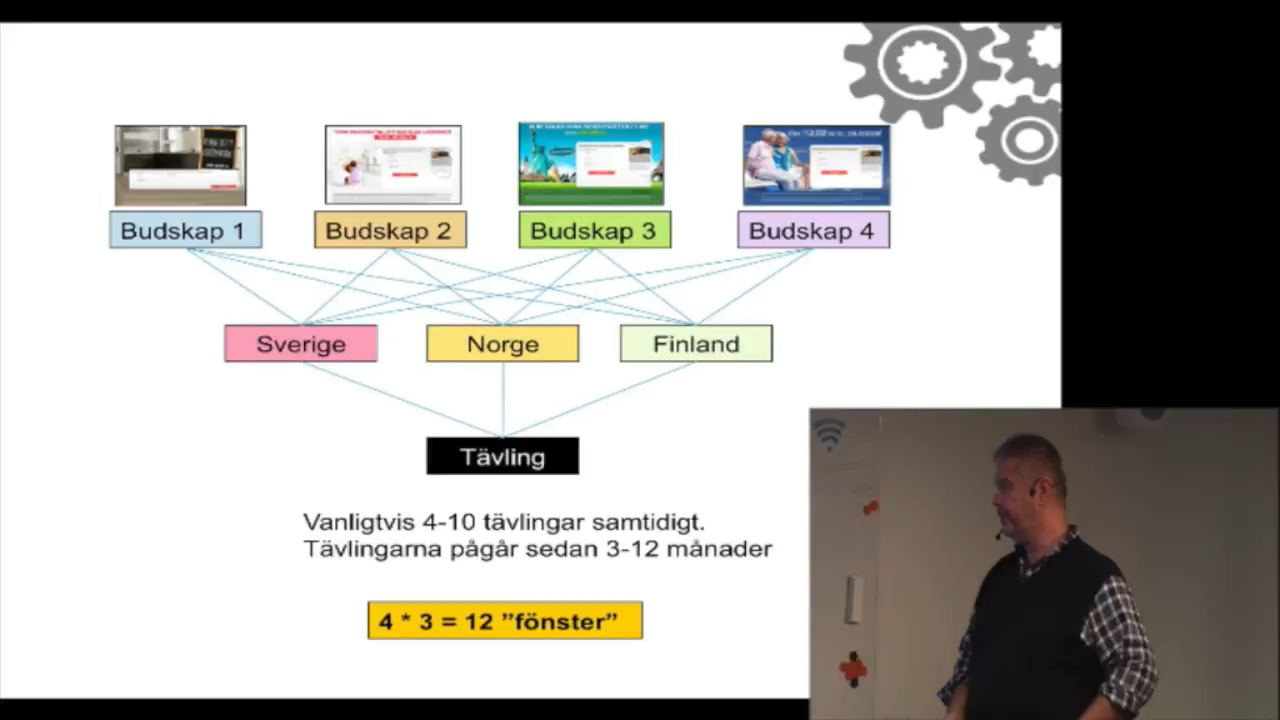 Budskap 1
Budskap 2
Budskap 3
Budskap 4
Sverige
Norge
Finland
Tävling
Vanligtvis 4-10 tävlingar samtidigt.
Tävlingarna pågår sedan 3-12 månader
4 * 3 = 12 ”fönster”